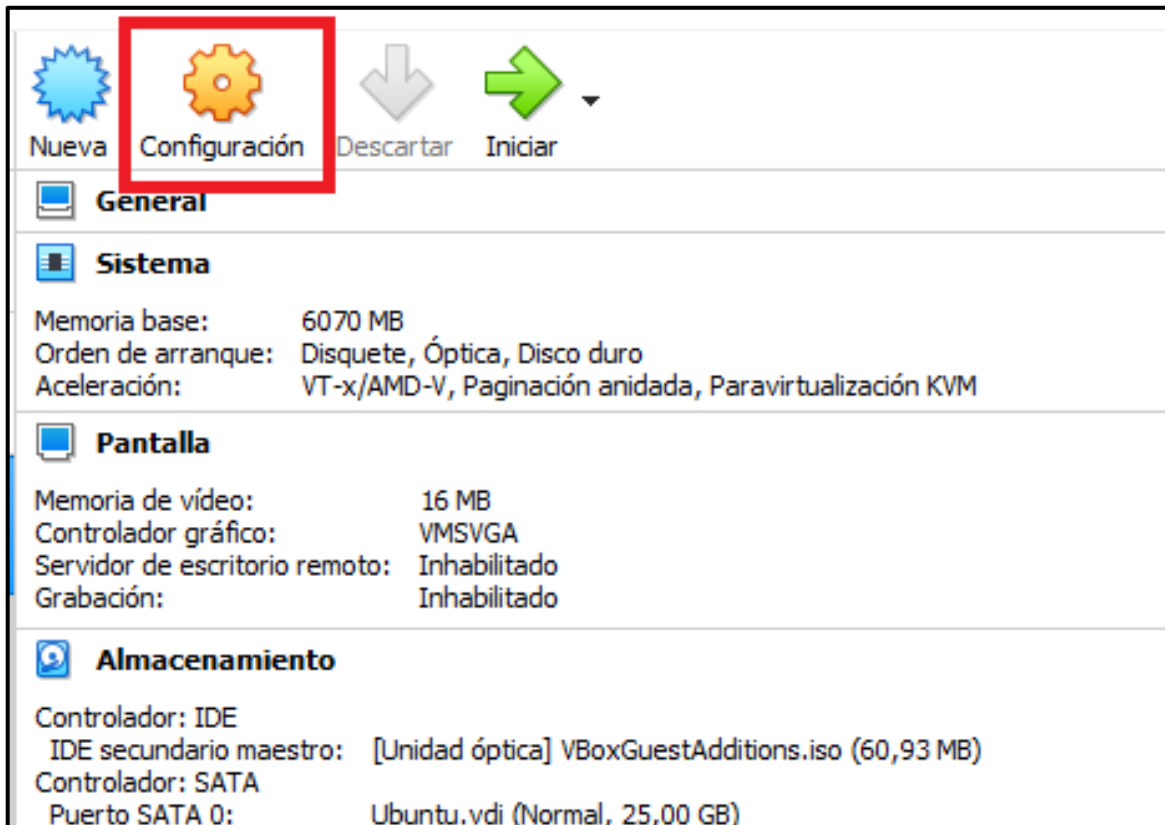 Nueva Configuración Descartar Iniciar
General
Sistema
Memoria base: 6070 MB
Orden de arranque: Disquete, Óptica, Disco duro
Aceleración: VT-x/AMD-V, Paginación anidada, Paravirtualización KVM
Pantalla
Memoria de vídeo: 16 MB
Controlador gráfico: VMSVGA
Servidor de escritorio remoto: Inhabilitado
Grabación: Inhabilitado
Almacenamiento
Controlador: IDE
IDE secundario maestro: [Unidad óptica] VBoxGuestAdditions.iso (60,93 MB)
Controlador: SATA
Puerto SATA 0: Ubuntu.vdi (Normal, 25,00 GB)